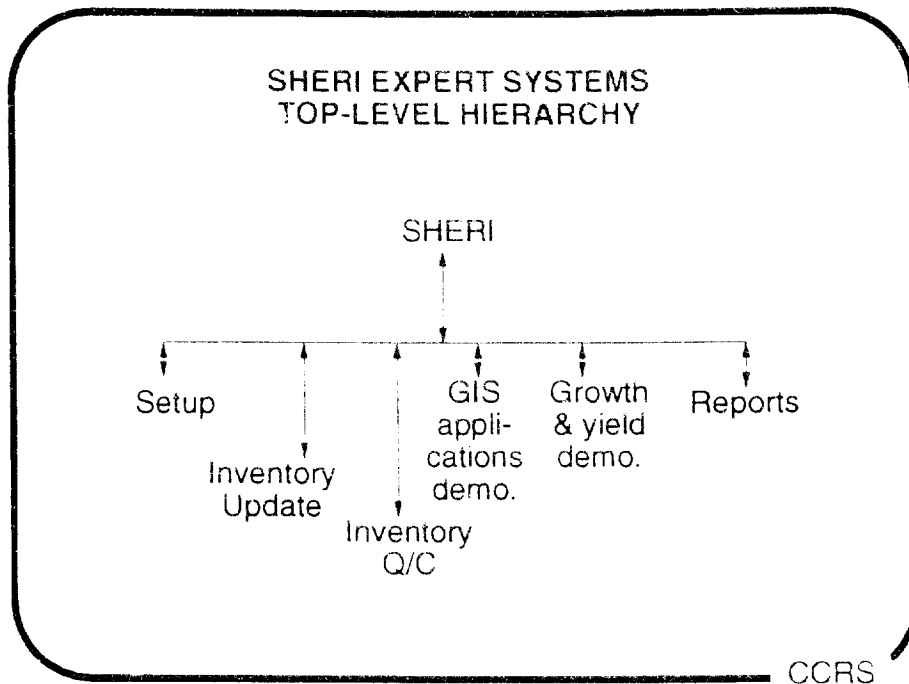 SHERI EXPERT SYSTEMS
TOP-LEVEL HIERARCHY
SHERI
Setup
Inventory
Update
Inventory
Q/C
GIS
appli-
cations
demo.
Growth
& yield
demo.
Reports
CCRS